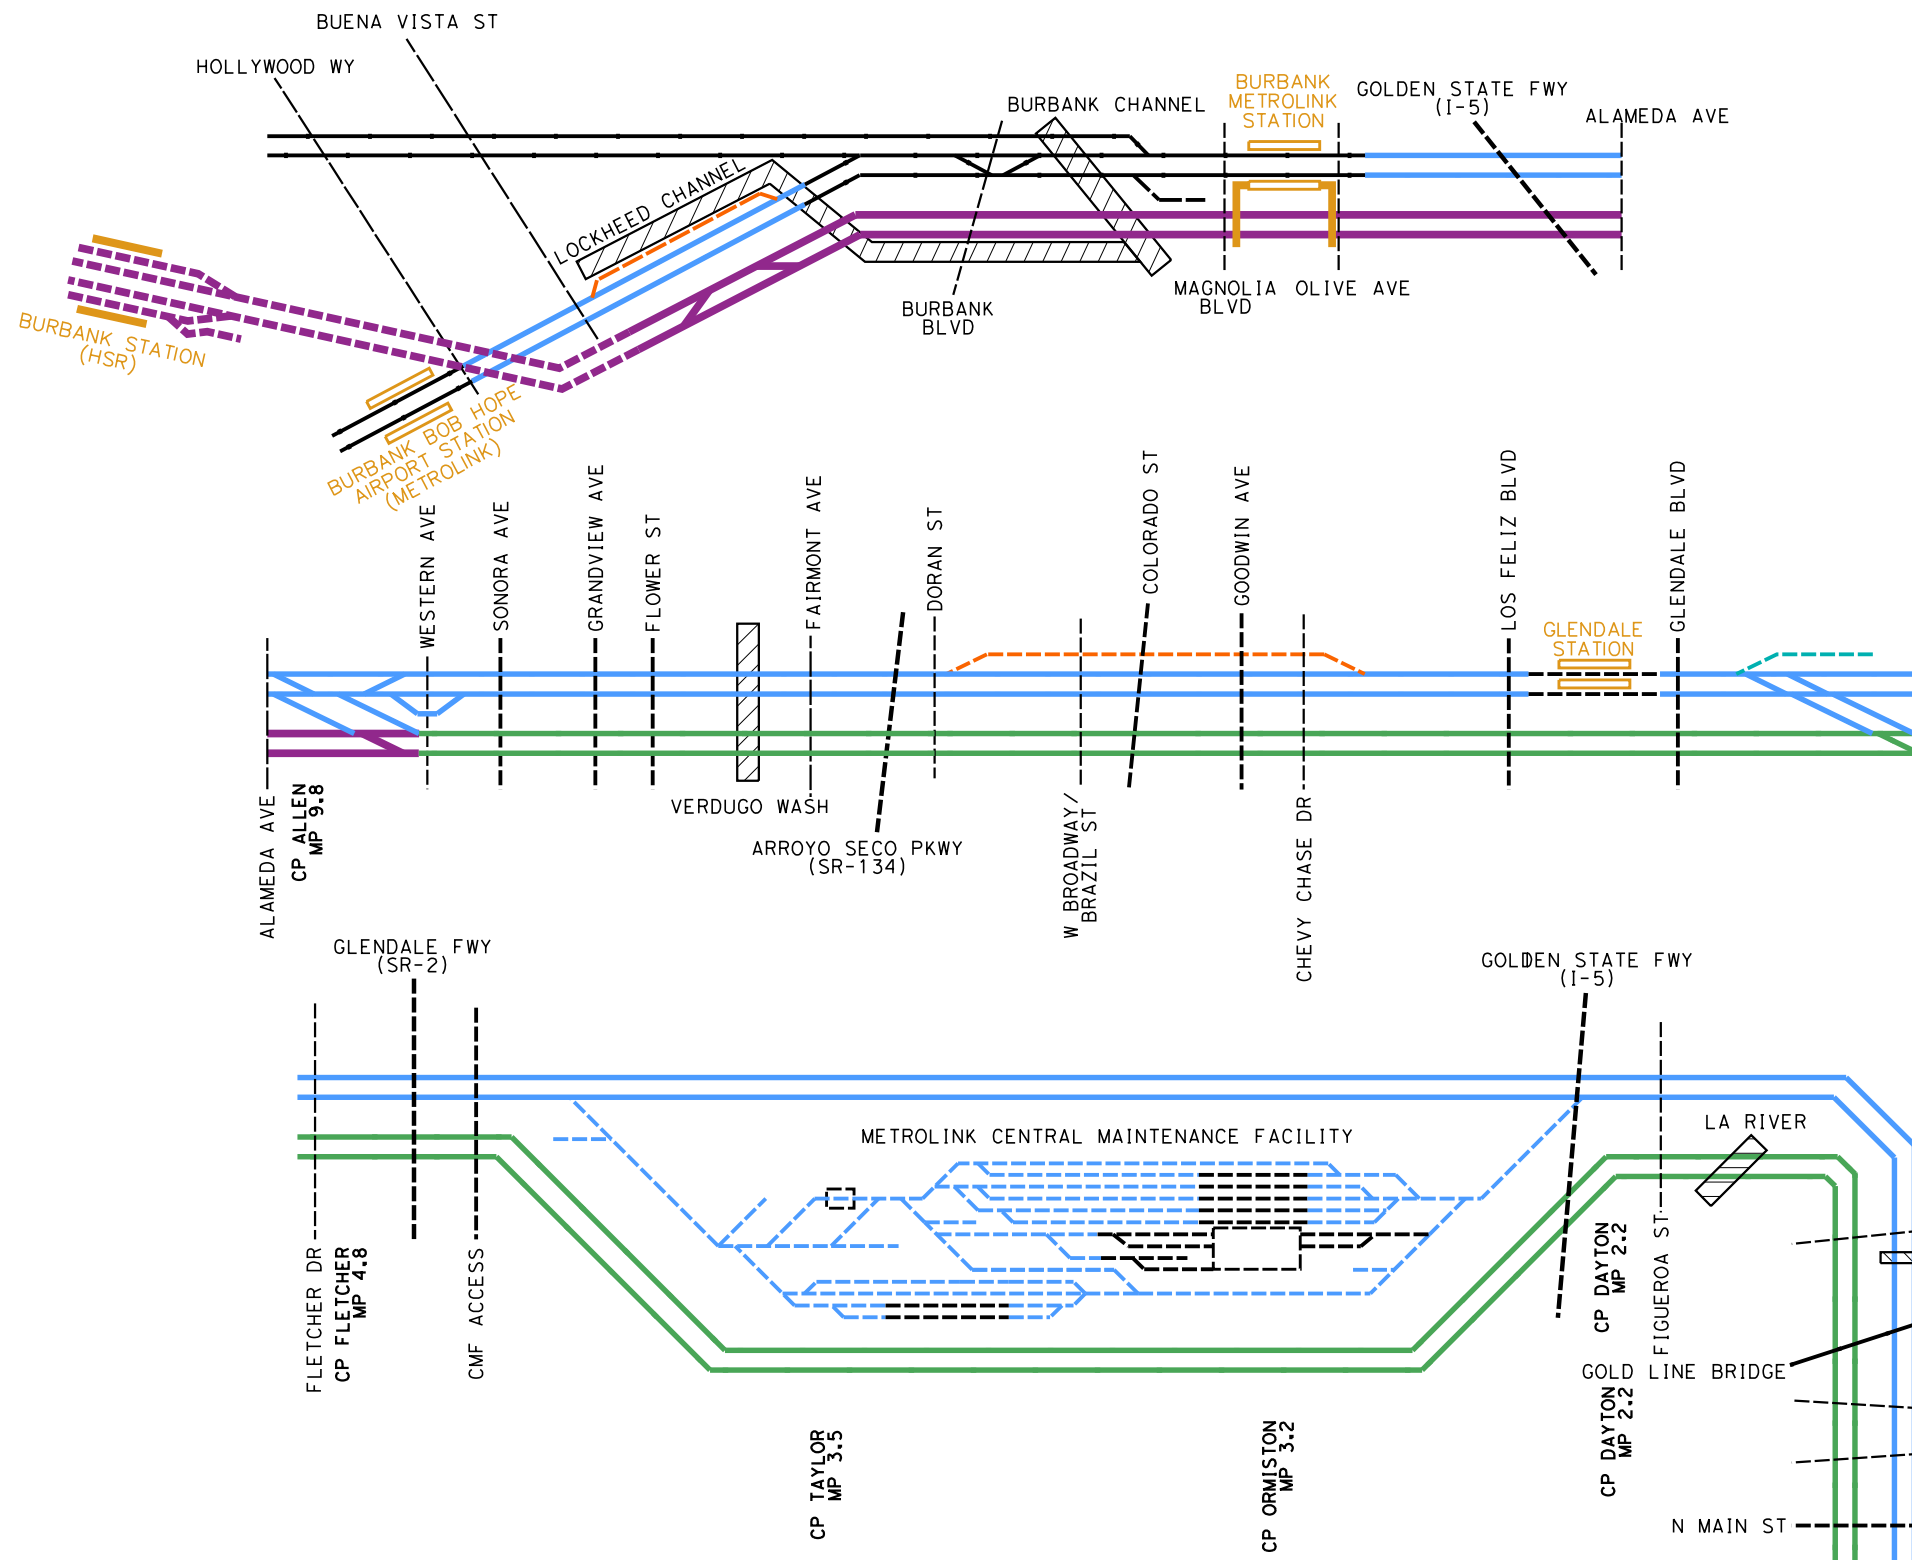 BUENA VISTA ST
HOLLYWOOD WY
BURBANK CHANNEL
BURBANK
METROLINK
STATION
GOLDEN STATE FWY
(I-5)
ALAMEDA AVE
LOCKHEED CHANNEL
BURBANK STATION
(HSR)
BURBANK
BLVD
MAGNOLIA
BLVD
OLIVE AVE
BURBANK BOB HOPE
AIRPORT STATION
(METROLINK)
WESTERN AVE
SONORA AVE
GRANDVIEW AVE
FLOWER ST
FAIRMONT AVE
DORAN ST
COLORADO ST
GOODWIN AVE
LOS FELIZ BLVD
GLENDALE
STATION
GLENDALE BLVD
ALAMEDA AVE
CP ALLEN
MP 9.8
VERDUGO WASH
ARROYO SECO PKWY
(SR-134)
W BROADWAY/
BRAZIL ST
CHEVY CHASE DR
GLENDALE FWY
(SR-2)
GOLDEN STATE FWY
(I-5)
METROLINK CENTRAL MAINTENANCE FACILITY
LA RIVER
FLETCHER DR
CP FLETCHER
MP 4.8
CMF ACCESS
CP DAYTON
MP 2.2
FIGUEROA ST
GOLD LINE BRIDGE
CP TAYLOR
MP 3.5
CP ORMISTON
MP 3.2
CP DAYTON
MP 2.2
N MAIN ST